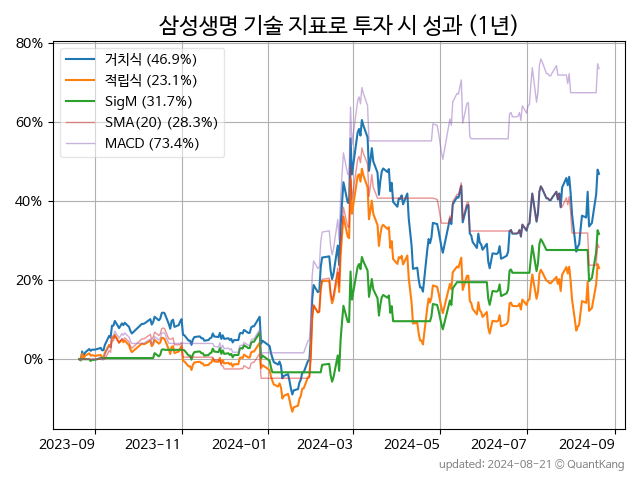 삼성생명 기술 지표로 투자 시 성과 (1년)
80%
60%
40%
20%
0%
거치식 (46.9%)
적립식 (23.1%)
SigM (31.7%)
SMA(20) (28.3%)
MACD (73.4%)
2023-09 2023-11 2024-01 2024-03 2024-05 2024-07 2024-09
updated: 2024-08-21 @ QuantKang